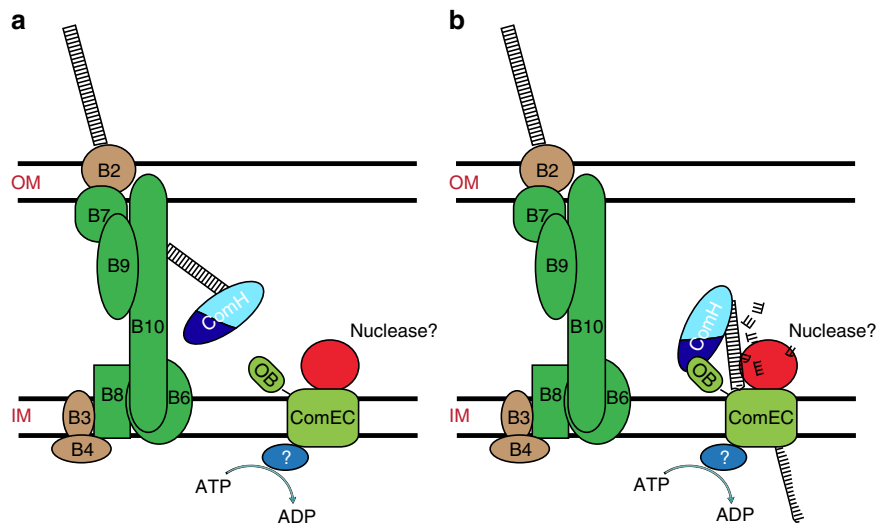 a
B2
OM
B7
B9
ComH
B10
Nuclease?
OB
B8
B6
IM
B3
ComEC
B4
?
ATP
ADP
b
B2
OM
B7
B9
ComH
B10
Nuclease?
OB
B8
B6
IM
B3
ComEC
B4
?
ATP
ADP